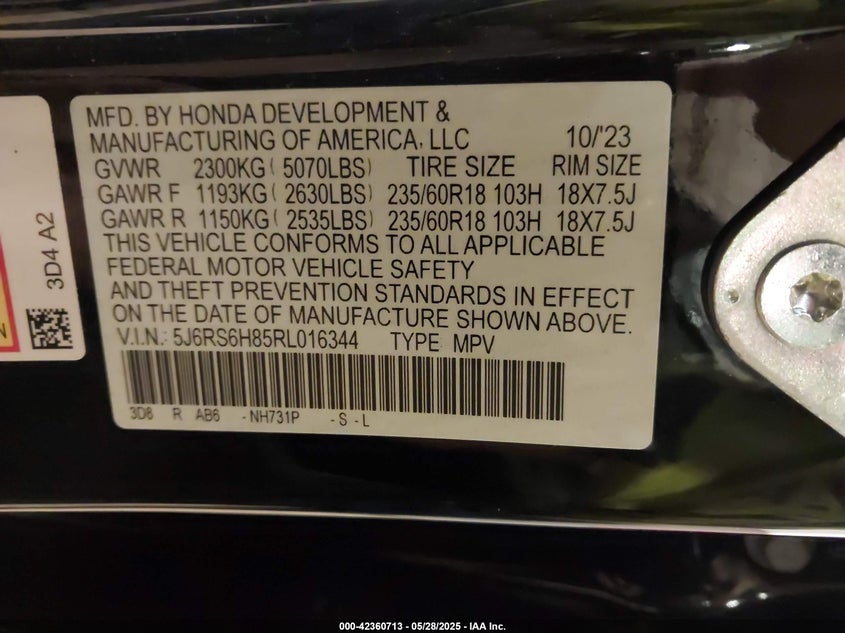 MFD. BY HONDA DEVELOPMENT &
MANUFACTURING OF AMERICA, LLC 10/'23
GVWR 2300KG ( 5070LBS) TIRE SIZE RIM SIZE
GAWR F 1193KG ( 2630LBS) 235/60R18 103H 18X7.5J
GAWR R 1150KG ( 2535LBS) 235/60R18 103H 18X7.5J
THIS VEHICLE CONFORMS TO ALL APPLICABLE
FEDERAL MOTOR VEHICLE SAFETY
AND THEFT PREVENTION STANDARDS IN EFFECT
ON THE DATE OF MANUFACTURE SHOWN ABOVE.
V.I.N.: 5J6RS6H85RL016344 TYPE MPV
3D8 R AB6 -NH731P -S -L
3D4 A2
N
000-42360713 - 05/28/2025 - IAA Inc.